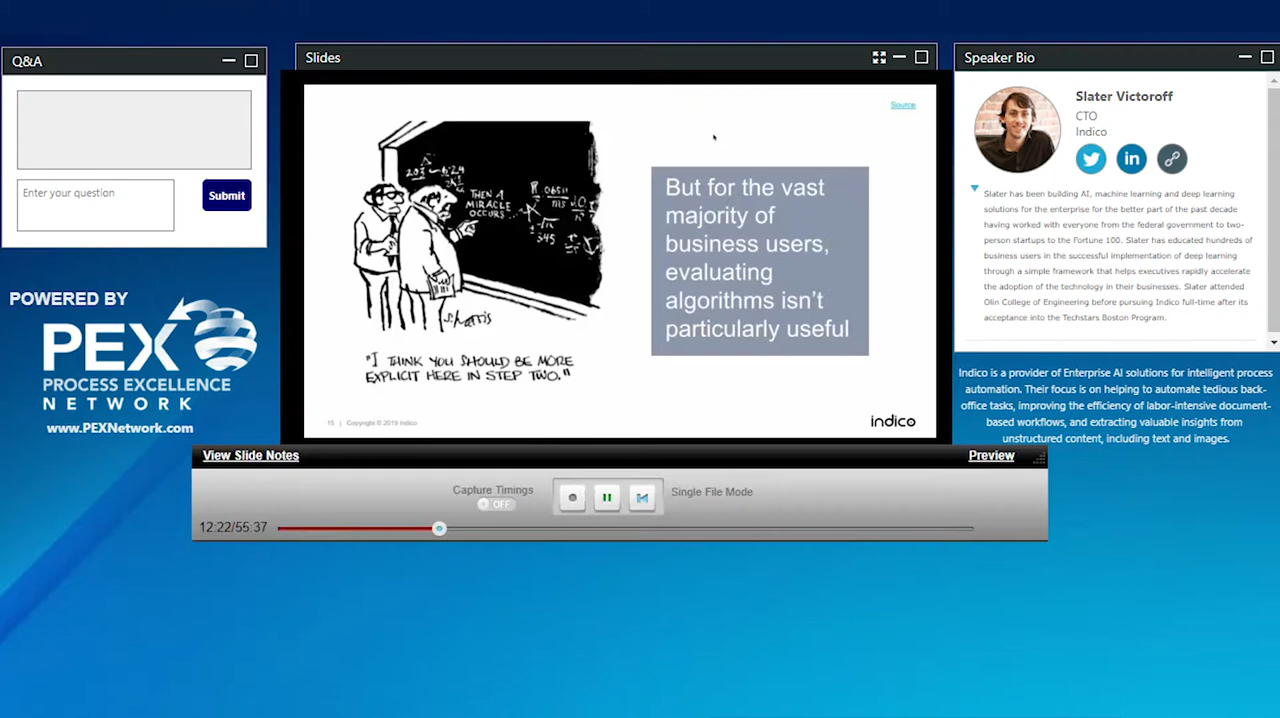 Q&A
Enter your question
Submit
POWERED BY
PEX
PROCESS EXCELLENCE
NETWORK
www.PEXNetwork.com
Slides
Source
THEN A
MIRACLE
OCCURS
"I THINK YOU SHOULD BE MORE
EXPLICIT HERE IN STEP TWO."
But for the vast
majority of
business users,
evaluating
algorithms isn't
particularly useful
15 | Copyright © 2019 Indico
indico
View Slide Notes
Preview
Capture Timings
OFF
Single File Mode
12:22/55:37
Speaker Bio
Slater Victoroff
CTO
Indico
in
Slater has been building AI, machine learning and deep learning
solutions for the enterprise for the better part of the past decade
having worked with everyone from the federal government to two-
person startups to the Fortune 100. Slater has educated hundreds of
business users in the successful implementation of deep learning
through a simple framework that helps executives rapidly accelerate
the adoption of the technology in their businesses. Slater attended
Olin College of Engineering before pursuing Indico full-time after its
acceptance into the Techstars Boston Program.
Indico is a provider of Enterprise AI solutions for intelligent process
automation. Their focus is on helping to automate tedious back-
office tasks, improving the efficiency of labor-intensive document-
based workflows, and extracting valuable insights from
unstructured content, including text and images.